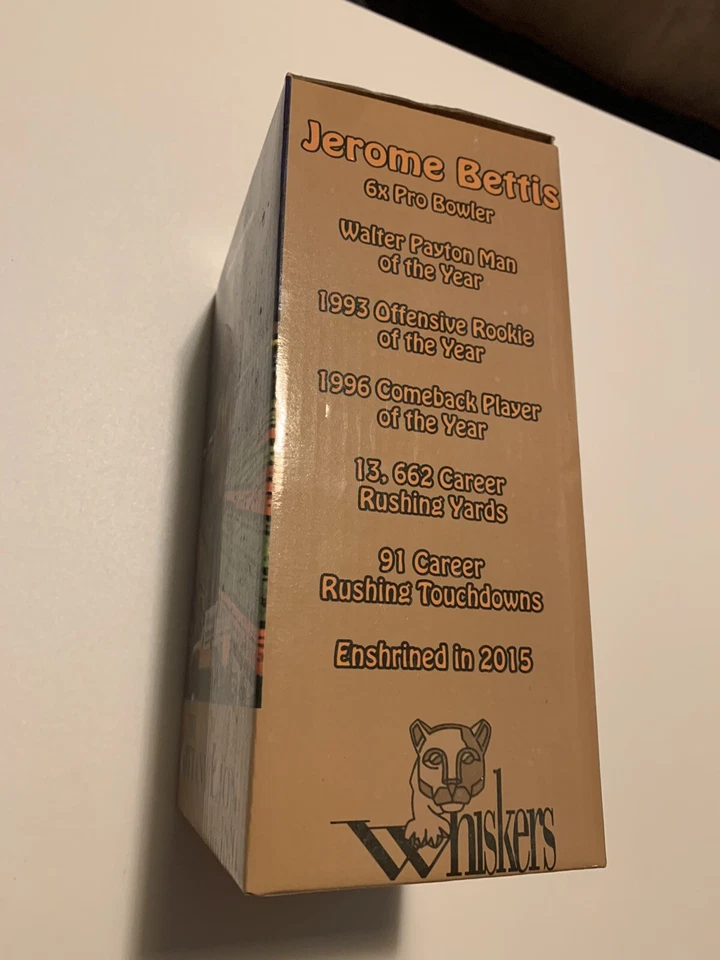 Jerome Bettis
6x Pro Bowler
Walter Payton Man
of the Year
1993 Offensive Rookie
of the Year
1996 Comeback Player
of the Year
13, 662 Career
Rushing Yards
91 Career
Rushing Touchdowns
Enshrined in 2015
Whiskers